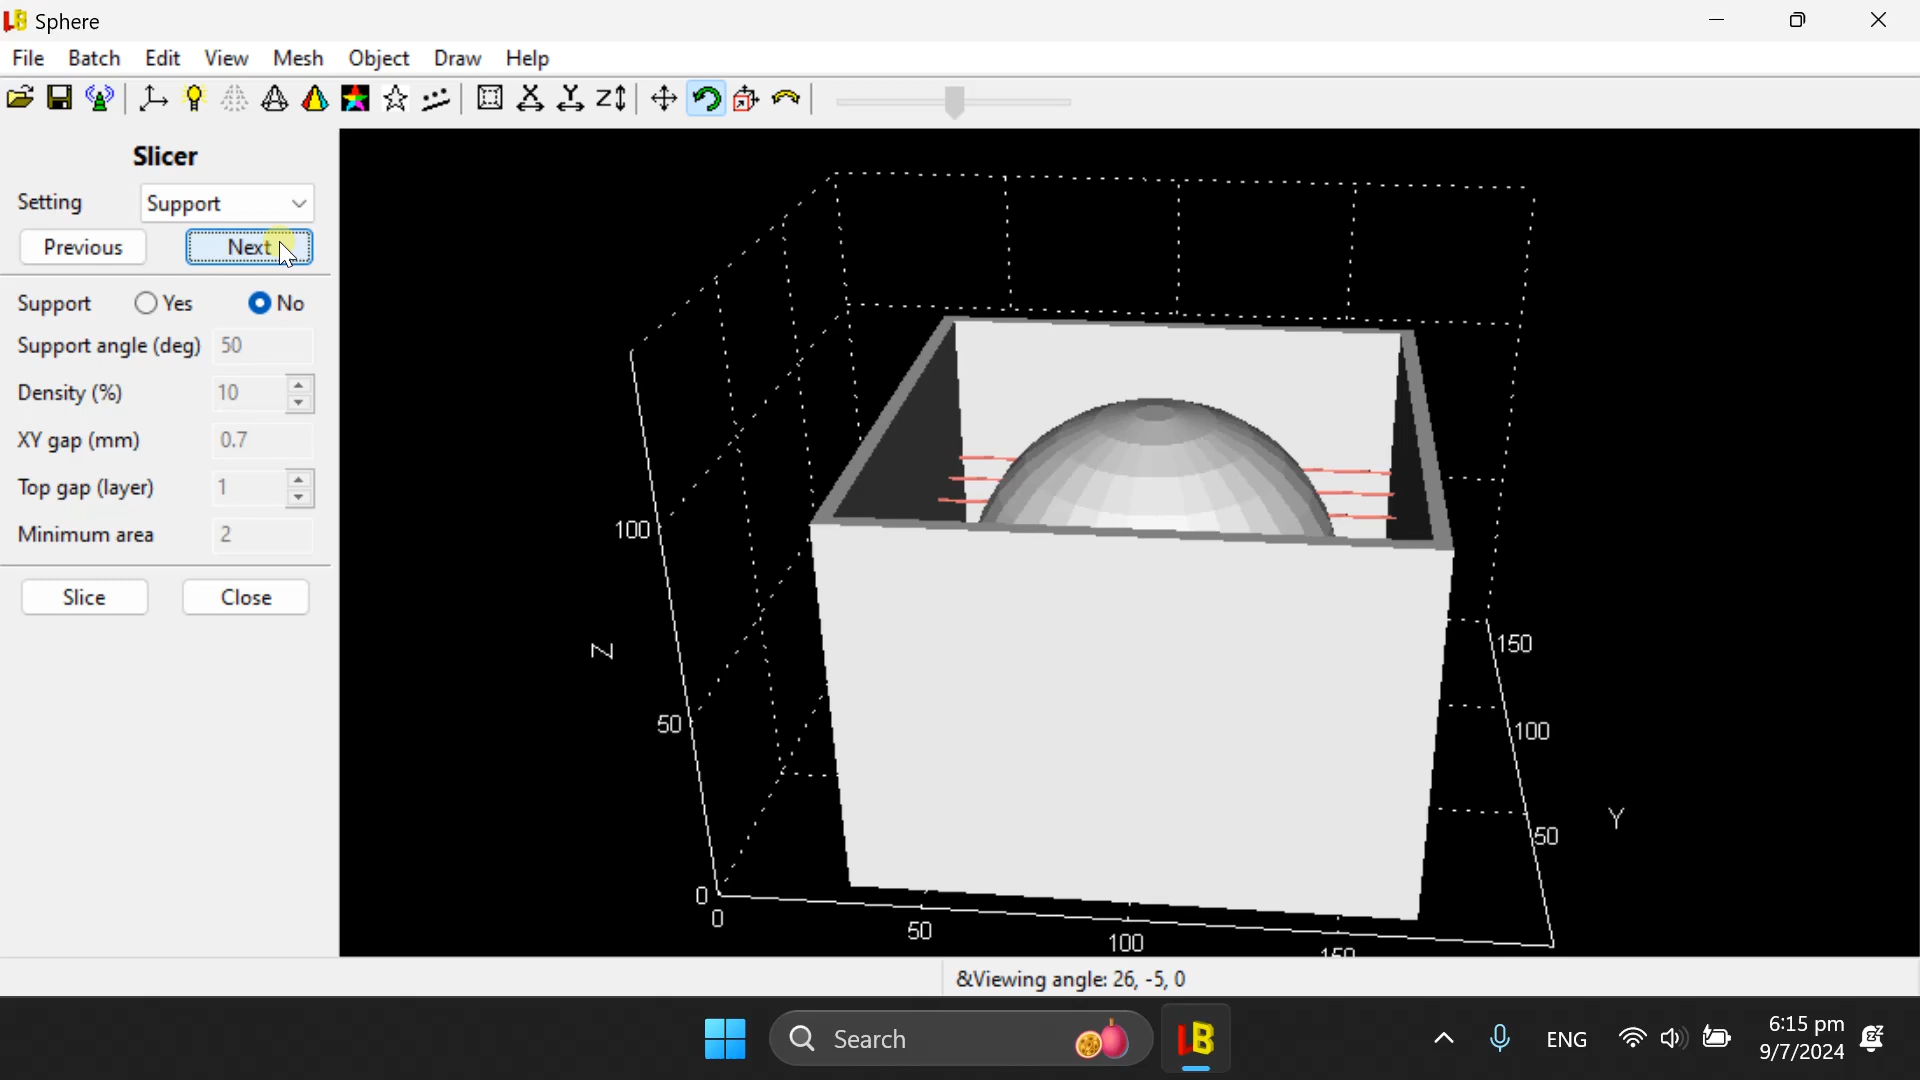 LB Sphere
File Batch Edit View Mesh Object Draw Help
X Y Z
Slicer
Setting Support
Previous Next
Support Yes No
Support angle (deg) 50
Density (%) 10
XY gap (mm) 0.7
Top gap (layer) 1
Minimum area 2
Slice Close
100
Z
50
0
0
50
100
150
150
100
50
Y
&Viewing angle: 26, -5, 0
Search
LB
ENG
6:15 pm
9/7/2024